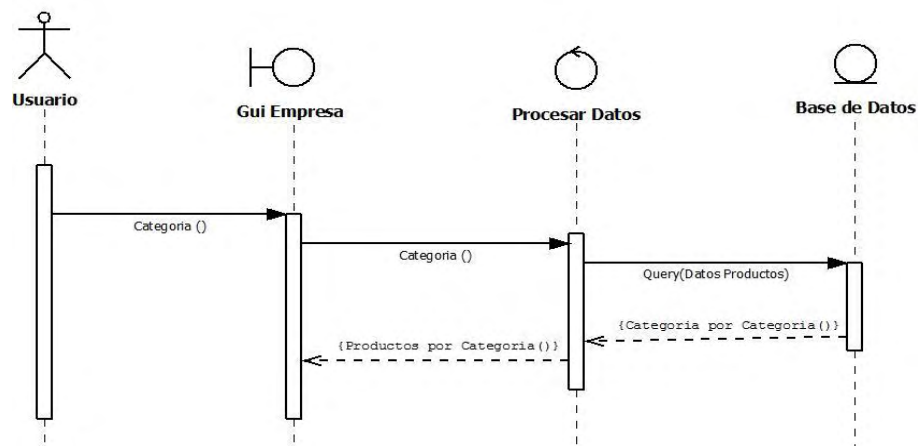 Usuario
Gui Empresa
Procesar Datos
Base de Datos
Categoria ()
Categoria ()
Query(Datos Productos)
{Categoria por Categoria()}
{Productos por Categoria()}